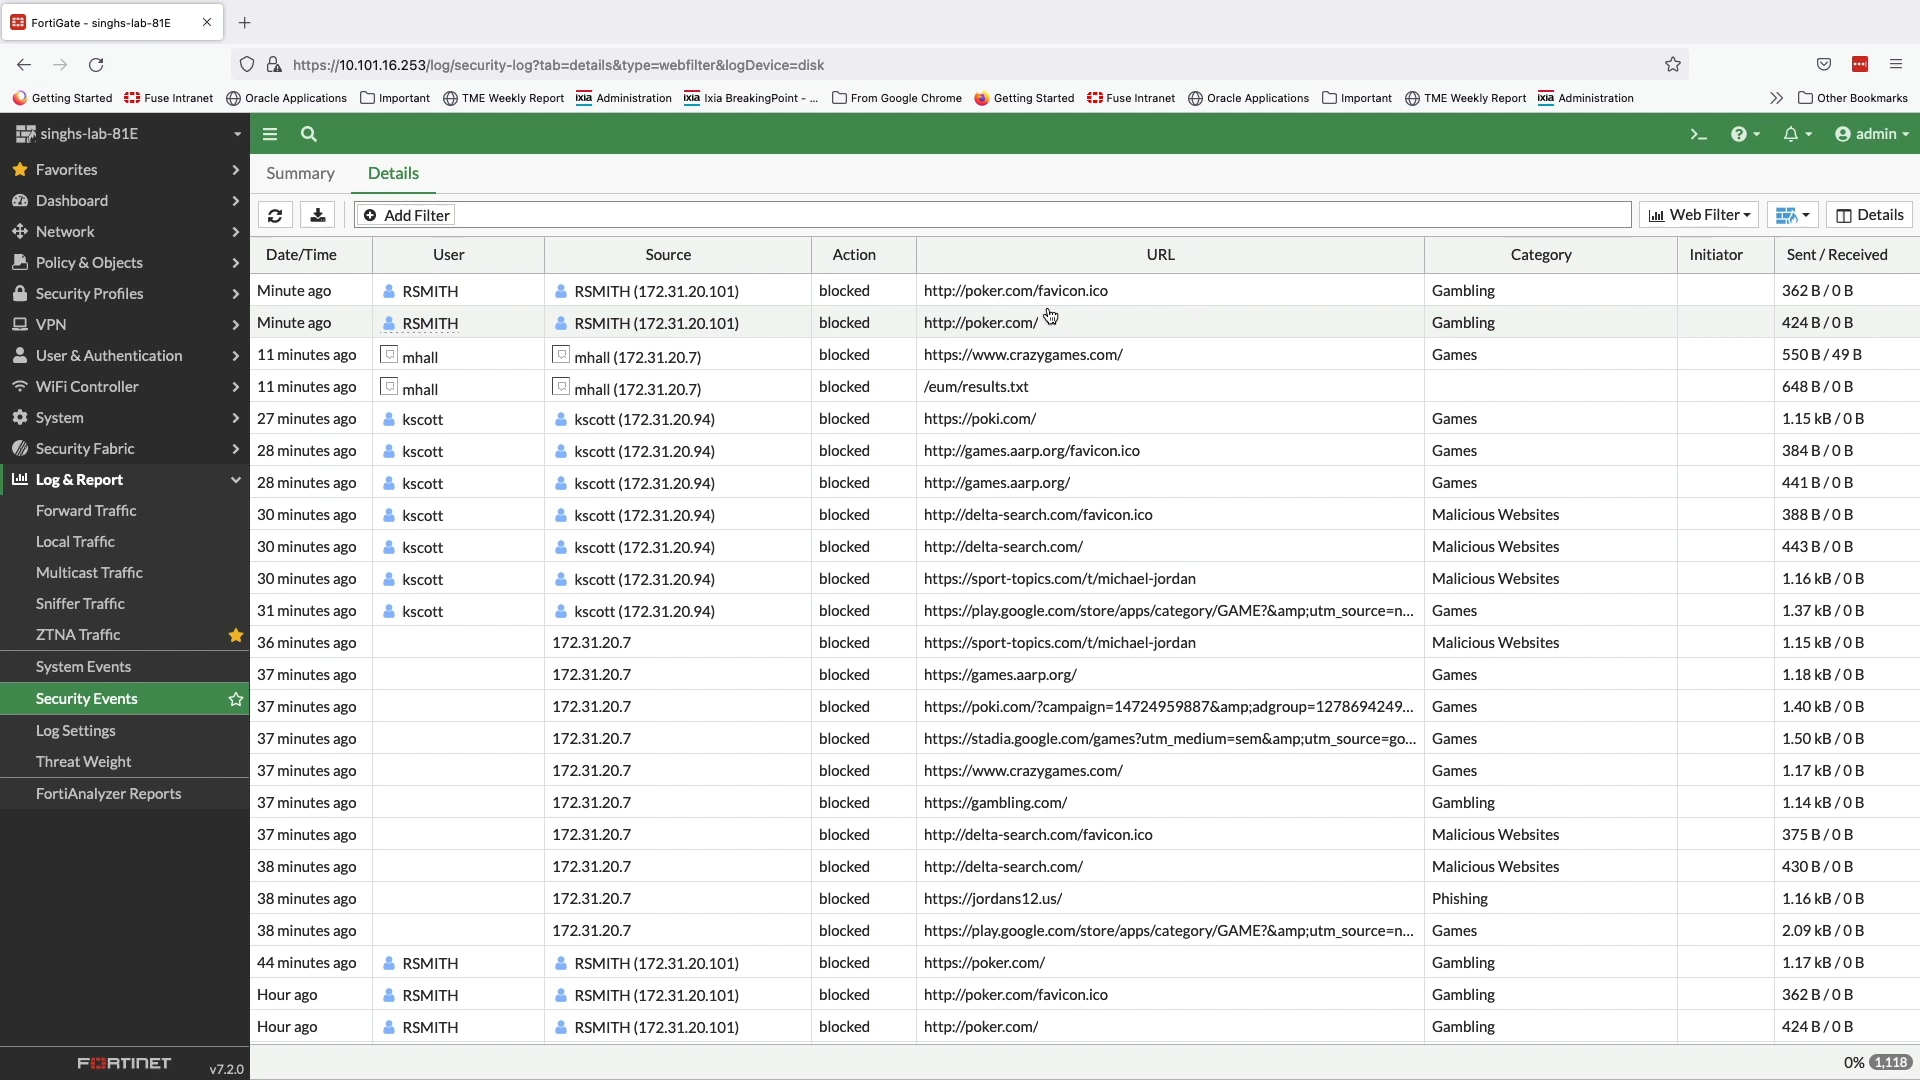 FortiGate - singhs-lab-81E
https://10.101.16.253/log/security-log?tab=details&type=webfilter&logDevice=disk
Getting Started Fuse Intranet Oracle Applications Important TME Weekly Report ixia Administration ixia Ixia BreakingPoint - ... From Google Chrome Getting Started Fuse Intranet Oracle Applications Important TME Weekly Report ixia Administration Other Bookmarks
singhs-lab-81E
admin
Favorites
Dashboard
Network
Policy & Objects
Security Profiles
VPN
User & Authentication
WiFi Controller
System
Security Fabric
Log & Report
Forward Traffic
Local Traffic
Multicast Traffic
Sniffer Traffic
ZTNA Traffic
System Events
Security Events
Log Settings
Threat Weight
FortiAnalyzer Reports
FORTINET v7.2.0
Summary Details
Add Filter Web Filter Details
Date/Time User Source Action URL Category Initiator Sent / Received
Minute ago RSMITH RSMITH (172.31.20.101) blocked http://poker.com/favicon.ico Gambling 362 B / 0 B
Minute ago RSMITH RSMITH (172.31.20.101) blocked http://poker.com/ Gambling 424 B / 0 B
11 minutes ago mhall mhall (172.31.20.7) blocked https://www.crazygames.com/ Games 550 B / 49 B
11 minutes ago mhall mhall (172.31.20.7) blocked /eum/results.txt 648 B / 0 B
27 minutes ago kscott kscott (172.31.20.94) blocked https://poki.com/ Games 1.15 kB / 0 B
28 minutes ago kscott kscott (172.31.20.94) blocked http://games.aarp.org/favicon.ico Games 384 B / 0 B
28 minutes ago kscott kscott (172.31.20.94) blocked http://games.aarp.org/ Games 441 B / 0 B
30 minutes ago kscott kscott (172.31.20.94) blocked http://delta-search.com/favicon.ico Malicious Websites 388 B / 0 B
30 minutes ago kscott kscott (172.31.20.94) blocked http://delta-search.com/ Malicious Websites 443 B / 0 B
30 minutes ago kscott kscott (172.31.20.94) blocked https://sport-topics.com/t/michael-jordan Malicious Websites 1.16 kB / 0 B
31 minutes ago kscott kscott (172.31.20.94) blocked https://play.google.com/store/apps/category/GAME?&amp;utm_source=n... Games 1.37 kB / 0 B
36 minutes ago 172.31.20.7 blocked https://sport-topics.com/t/michael-jordan Malicious Websites 1.15 kB / 0 B
37 minutes ago 172.31.20.7 blocked https://games.aarp.org/ Games 1.18 kB / 0 B
37 minutes ago 172.31.20.7 blocked https://poki.com/?campaign=14724959887&amp;adgroup=1278694249... Games 1.40 kB / 0 B
37 minutes ago 172.31.20.7 blocked https://stadia.google.com/games?utm_medium=sem&amp;utm_source=go... Games 1.50 kB / 0 B
37 minutes ago 172.31.20.7 blocked https://www.crazygames.com/ Games 1.17 kB / 0 B
37 minutes ago 172.31.20.7 blocked https://gambling.com/ Gambling 1.14 kB / 0 B
37 minutes ago 172.31.20.7 blocked http://delta-search.com/favicon.ico Malicious Websites 375 B / 0 B
38 minutes ago 172.31.20.7 blocked http://delta-search.com/ Malicious Websites 430 B / 0 B
38 minutes ago 172.31.20.7 blocked https://jordans12.us/ Phishing 1.16 kB / 0 B
38 minutes ago 172.31.20.7 blocked https://play.google.com/store/apps/category/GAME?&amp;utm_source=n... Games 2.09 kB / 0 B
44 minutes ago RSMITH RSMITH (172.31.20.101) blocked https://poker.com/ Gambling 1.17 kB / 0 B
Hour ago RSMITH RSMITH (172.31.20.101) blocked http://poker.com/favicon.ico Gambling 362 B / 0 B
Hour ago RSMITH RSMITH (172.31.20.101) blocked http://poker.com/ Gambling 424 B / 0 B
0% 1,118